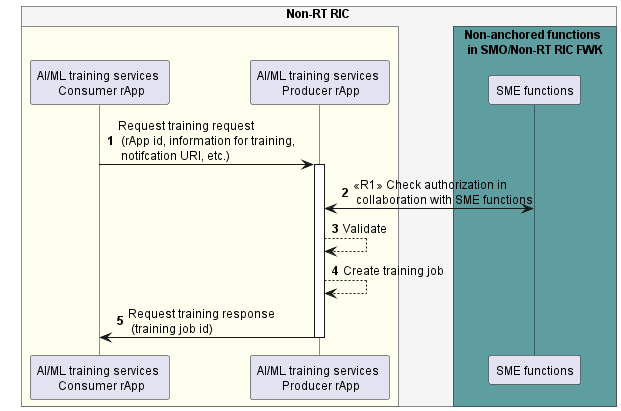 Non-RT RIC
Non-anchored functions
in SMO/Non-RT RIC FWK
AI/ML training services
Consumer rApp
AI/ML training services
Producer rApp
SME functions
Request training request
1 (rApp id, information for training,
notifcation URI, etc.)
2 «R1» Check authorization in
collaboration with SME functions
3 Validate
4 Create training job
5 Request training response
(training job id)
AI/ML training services
Consumer rApp
AI/ML training services
Producer rApp
SME functions